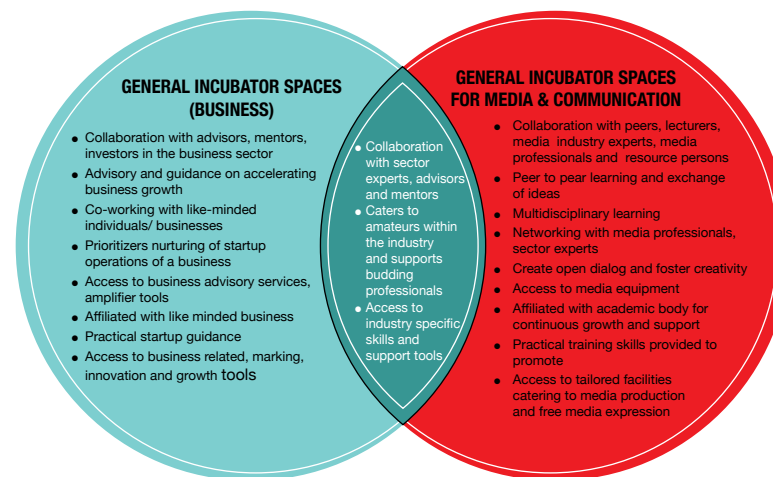 GENERAL INCUBATOR SPACES
(BUSINESS)
● Collaboration with advisors, mentors,
investors in the business sector
● Advisory and guidance on accelerating
business growth
● Co-working with like-minded
individuals/ businesses
● Prioritizers nurturing of startup
operations of a business
● Access to business advisory services,
amplifier tools
● Affiliated with like minded business
● Practical startup guidance
● Access to business related, marking,
innovation and growth tools
● Collaboration
with sector
experts, advisors
and mentors
● Caters to
amateurs within
the industry
and supports
budding
professionals
● Access to
industry specific
skills and
support tools
GENERAL INCUBATOR SPACES
FOR MEDIA & COMMUNICATION
● Collaboration with peers, lecturers,
media industry experts, media
professionals and resource persons
● Peer to pear learning and exchange
of ideas
● Multidisciplinary learning
● Networking with media professionals,
sector experts
● Create open dialog and foster creativity
● Access to media equipment
● Affiliated with academic body for
continuous growth and support
● Practical training skills provided to
promote
● Access to tailored facilities
catering to media production
and free media expression